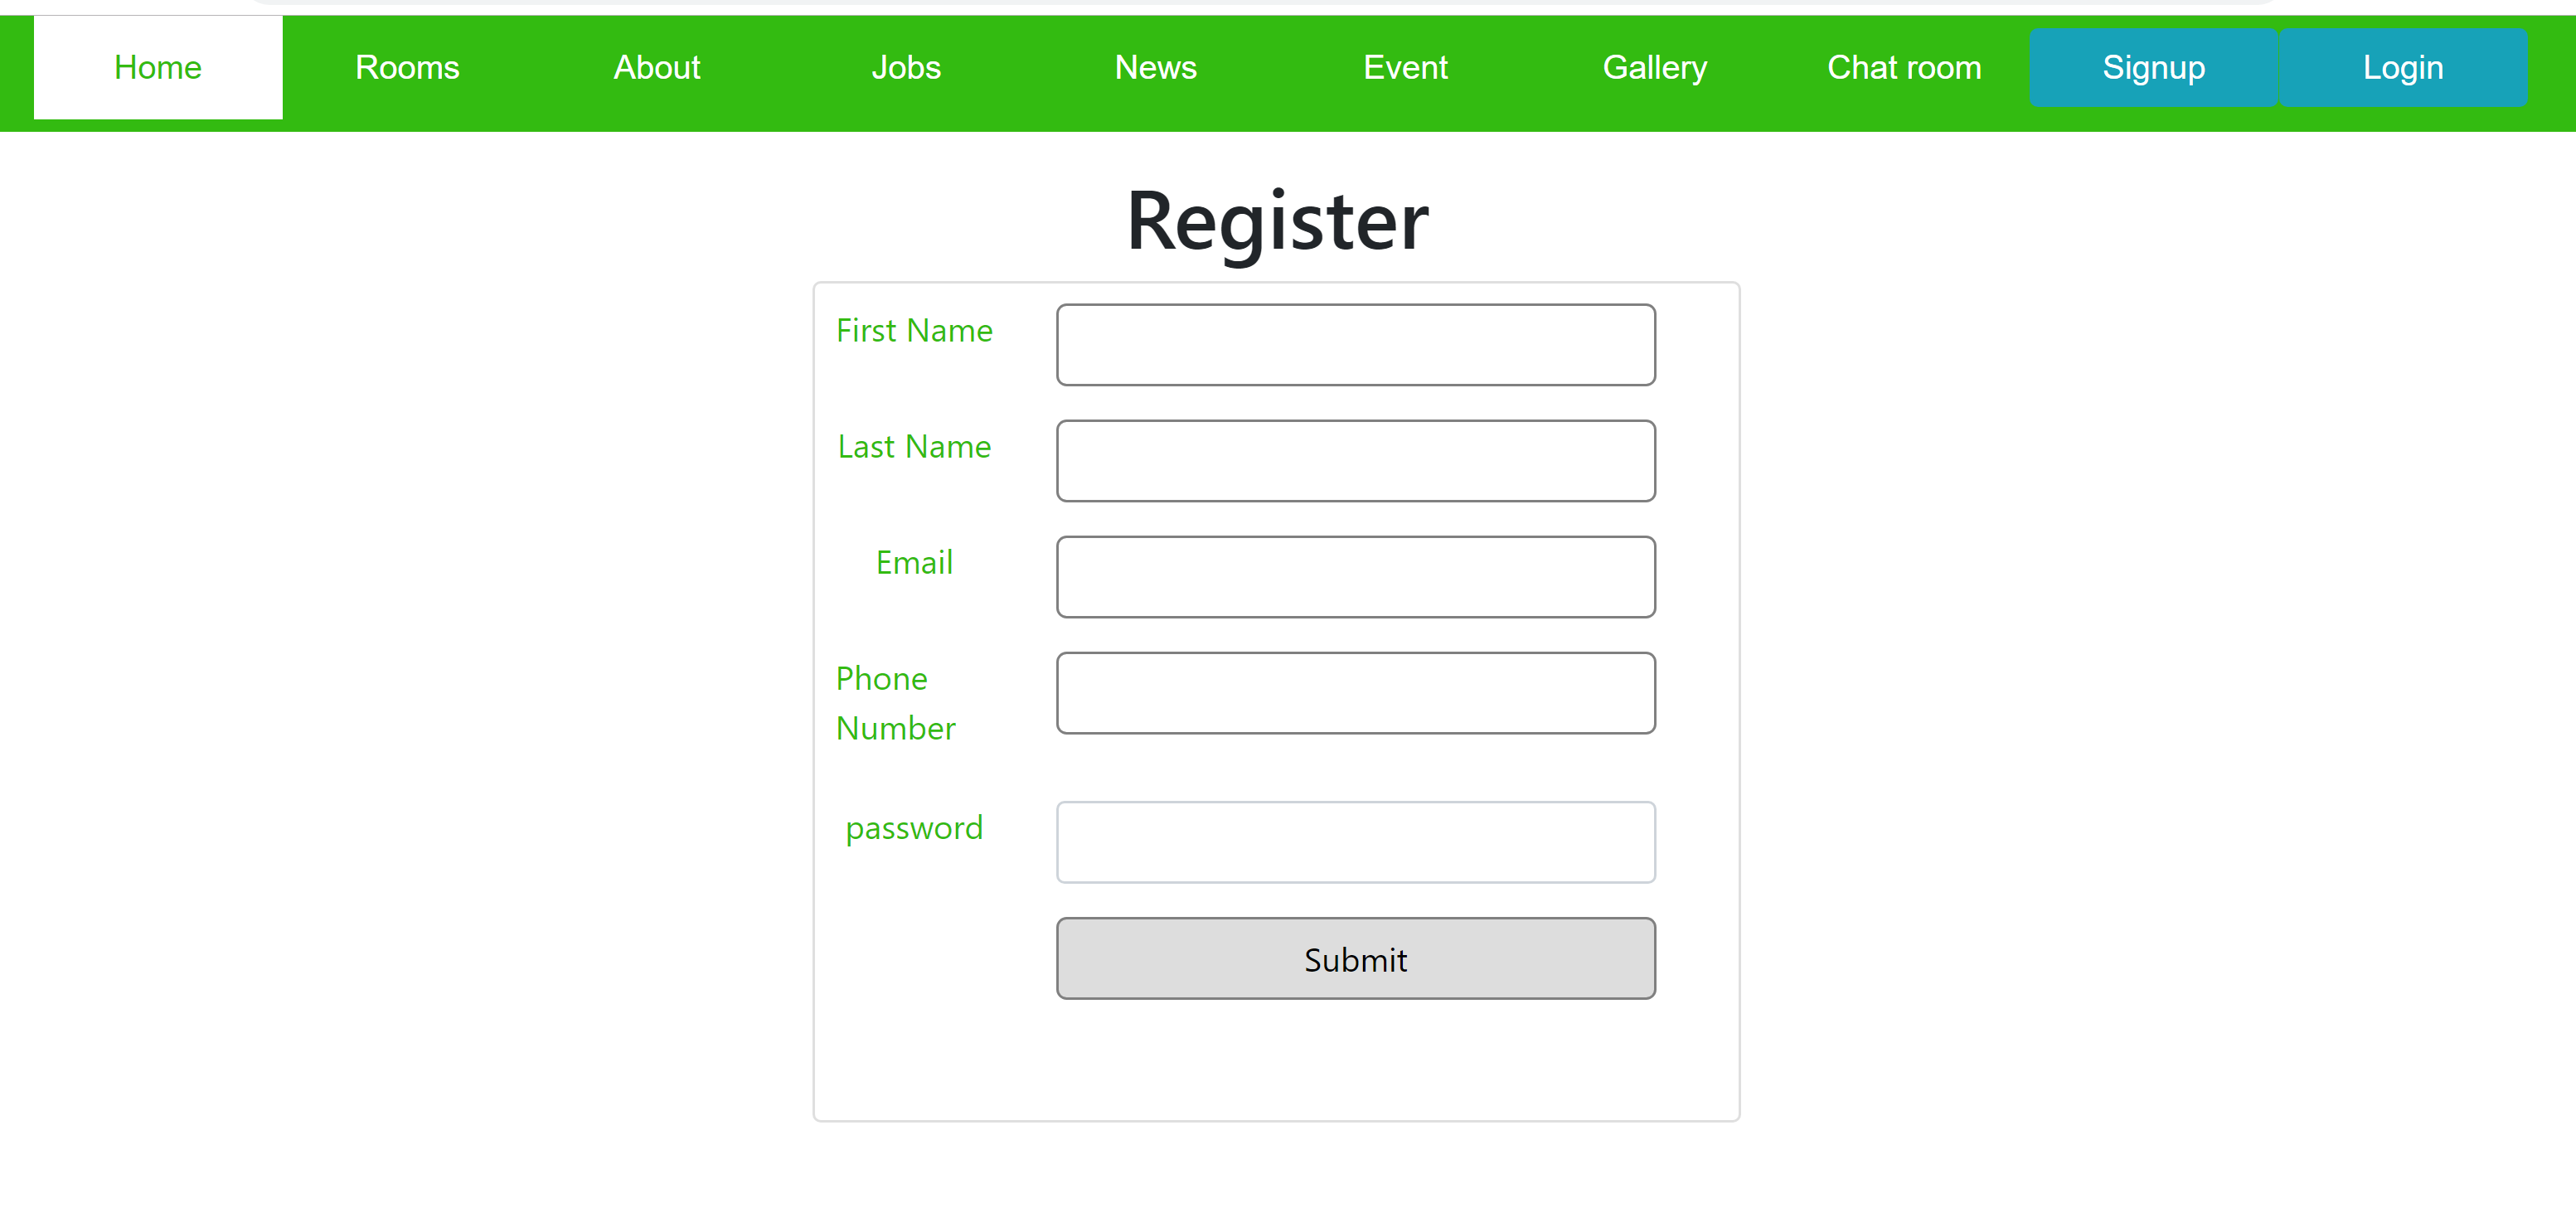 Home Rooms About Jobs News Event Gallery Chat room Signup Login
Register
First Name
Last Name
Email
Phone
Number
password
Submit